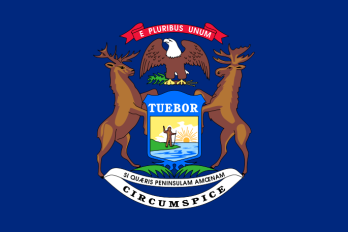 E PLURIBUS UNUM
TUEBOR
SI QUÆRIS PENINSULAM AMŒNAM
CIRCUMSPICE